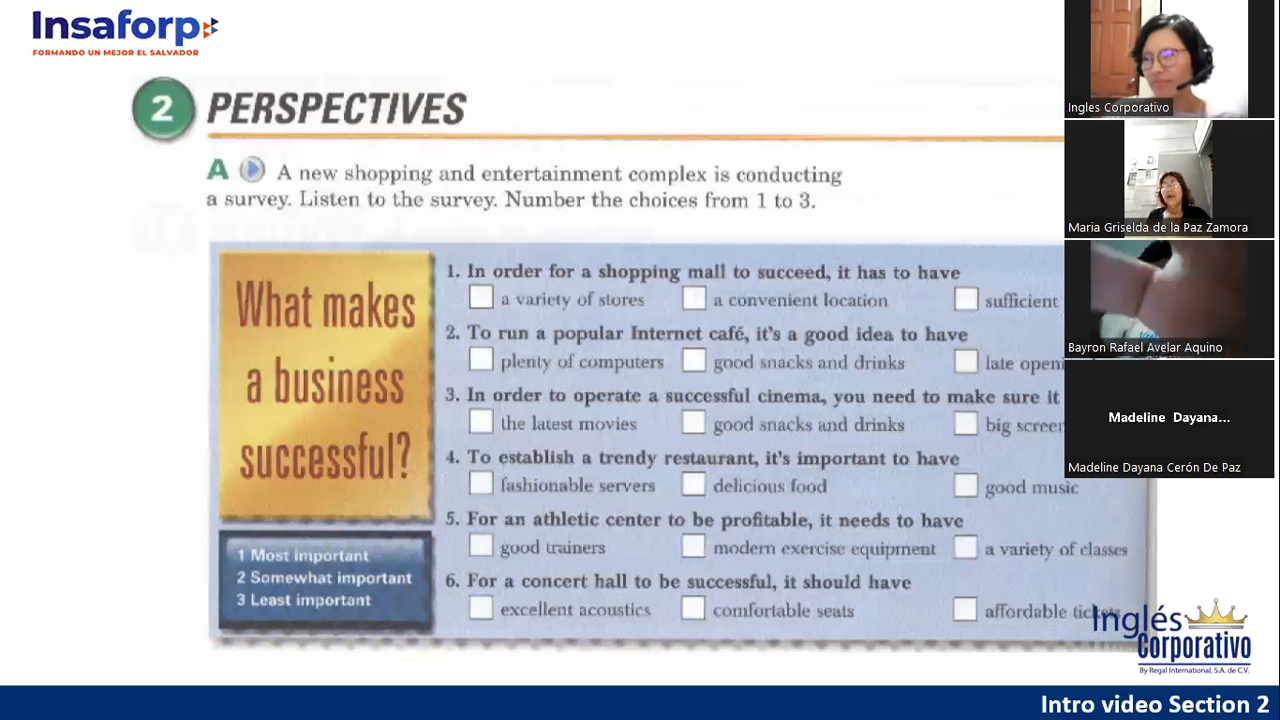 Insaforp
FORMANDO UN MEJOR EL SALVADOR
2 PERSPECTIVES
A A new shopping and entertainment complex is conducting
a survey. Listen to the survey. Number the choices from 1 to 3.
What makes
a business
successful?
1 Most important
2 Somewhat important
3 Least important
1. In order for a shopping mall to succeed, it has to have
a variety of stores a convenient location sufficient
2. To run a popular Internet café, it's a good idea to have
plenty of computers good snacks and drinks late openi
3. In order to operate a successful cinema, you need to make sure it
the latest movies good snacks and drinks big screen
4. To establish a trendy restaurant, it's important to have
fashionable servers delicious food good music
5. For an athletic center to be profitable, it needs to have
good trainers modern exercise equipment a variety of classes
6. For a concert hall to be successful, it should have
excellent acoustics comfortable seats affordable tickets
Ingles Corporativo
Maria Griselda de la Paz Zamora
Bayron Rafael Avelar Aquino
Madeline Dayana...
Madeline Dayana Cerón De Paz
Inglés
Corporativo
By Regal International, S.A. de C.V.
Intro video Section 2